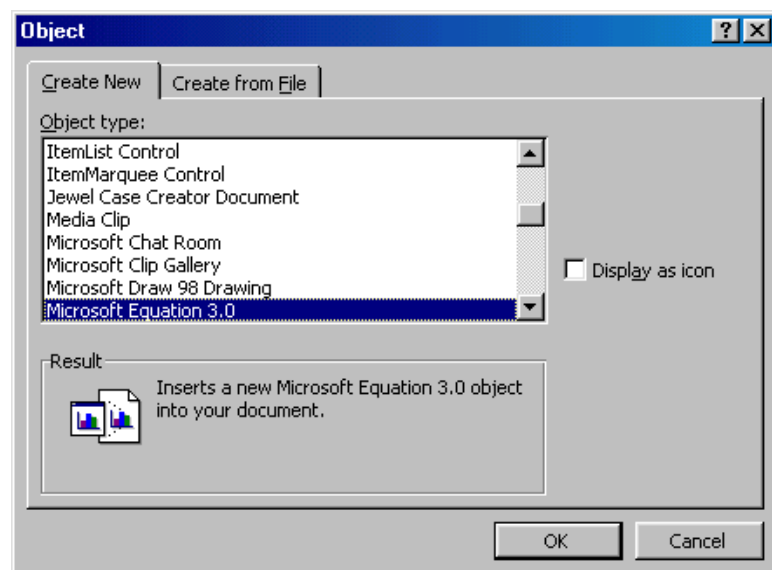 Object
Create New Create from File
Object type:
ItemList Control
ItemMarquee Control
Jewel Case Creator Document
Media Clip
Microsoft Chat Room
Microsoft Clip Gallery
Microsoft Draw 98 Drawing
Microsoft Equation 3.0
Display as icon
Result
Inserts a new Microsoft Equation 3.0 object
into your document.
OK Cancel